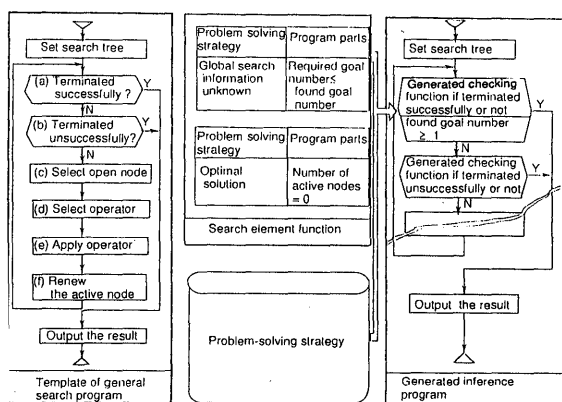 Set search tree
(a) Terminated
successfully ?
Y
N
(b) Terminated
unsuccessfully?
Y
N
(c) Select open node
(d) Select operator
(e) Apply operator
(f) Renew
the active node
Output the result
Template of general
search program
Problem solving
strategy
Program parts
Global search
information
unknown
Required goal
number≤
found goal
number
Problem solving
strategy
Program parts
Optimal
solution
Number of
active nodes
= 0
Search element function
Problem-solving strategy
Set search tree
Generated checking
function if terminated
successfully or not
found goal number
≥ 1
Y
N
Generated checking
function if terminated
unsuccessfully or not
Y
N
Output the result
Generated inference
program